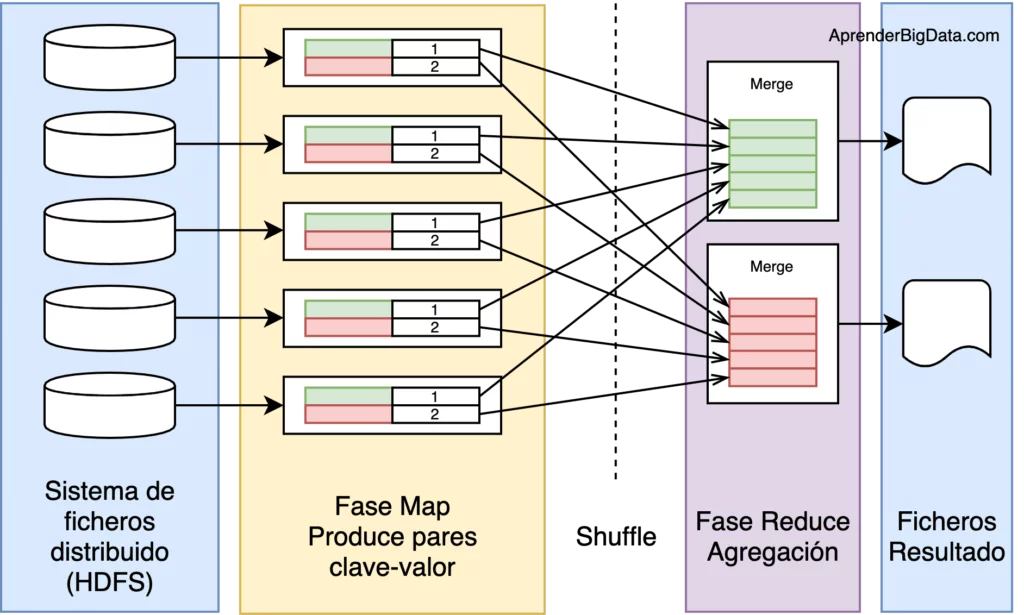 AprenderBigData.com
1
2
1
2
1
2
1
2
1
2
Merge
Merge
Sistema de
ficheros
distribuido
(HDFS)
Fase Map
Produce pares
clave-valor
Shuffle
Fase Reduce
Agregación
Ficheros
Resultado